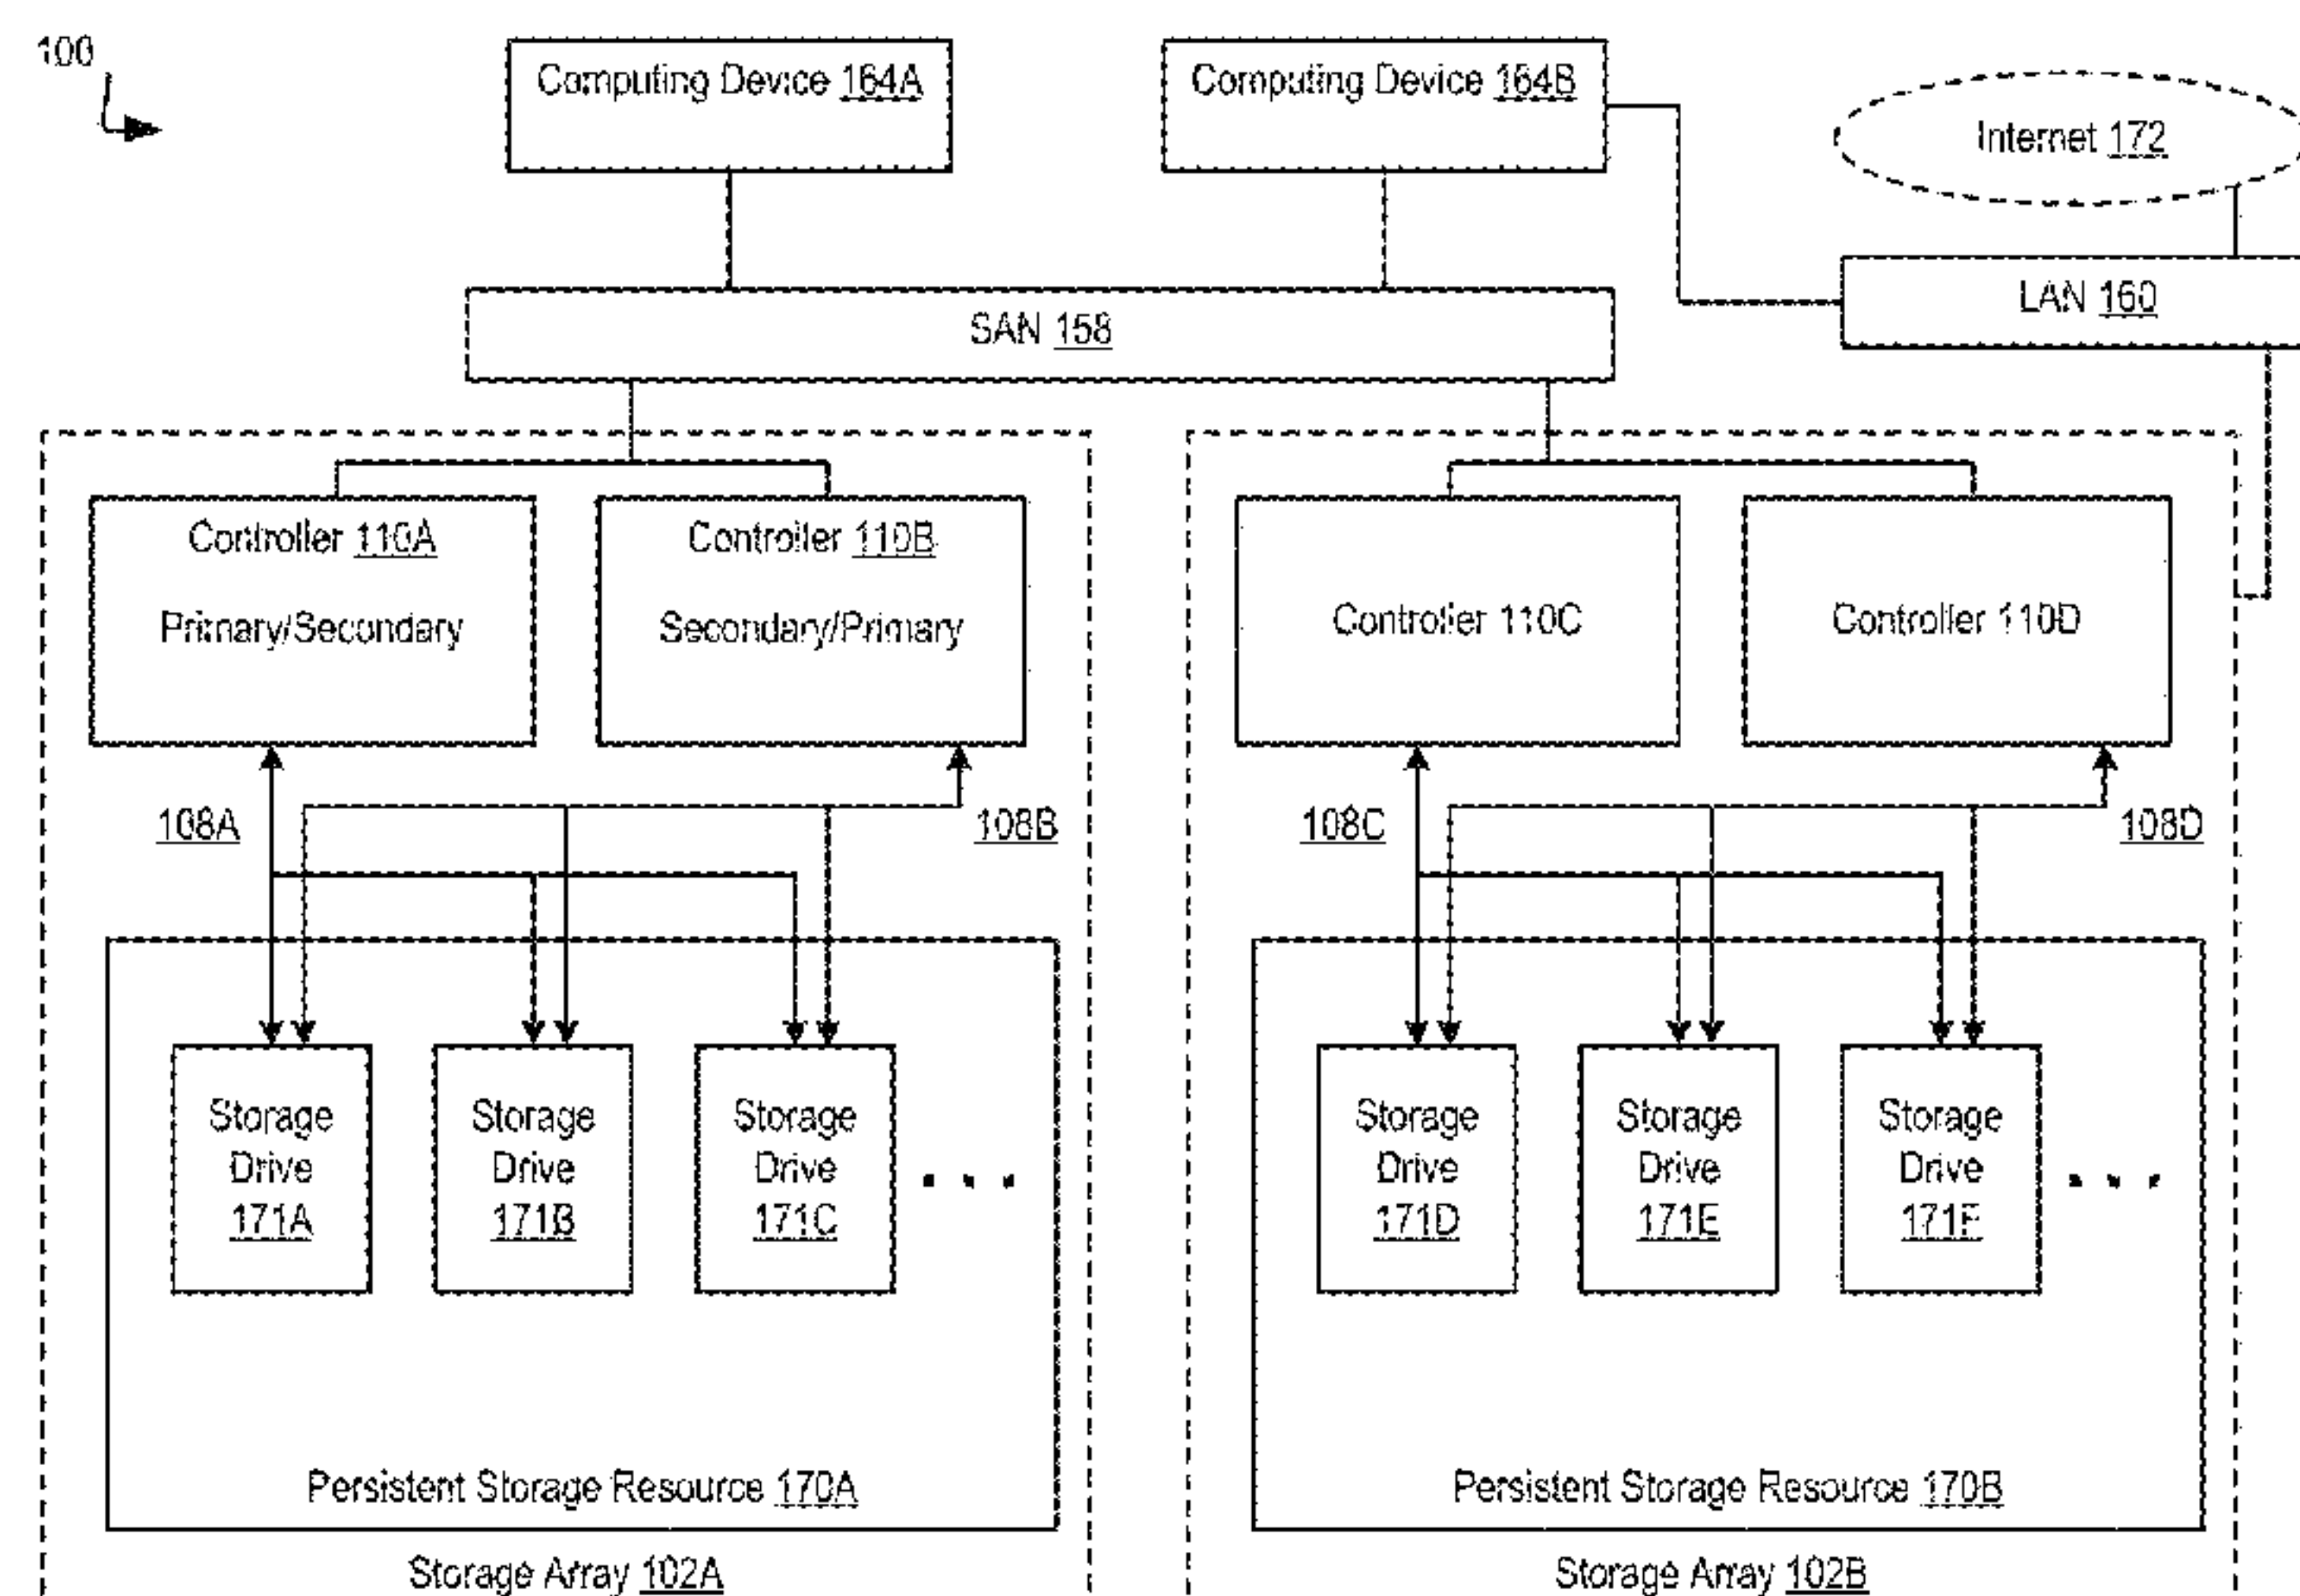 100
Computing Device 164A
Computing Device 164B
Internet 172
LAN 160
SAN 158
Controller 110A
Primary/Secondary
Controller 110B
Secondary/Primary
Controller 110C
Controller 110D
108A
108B
108C
108D
Storage
Drive
171A
Storage
Drive
171B
Storage
Drive
171C
. . .
Storage
Drive
171D
Storage
Drive
171E
Storage
Drive
171F
. . .
Persistent Storage Resource 170A
Persistent Storage Resource 170B
Storage Array 102A
Storage Array 102B